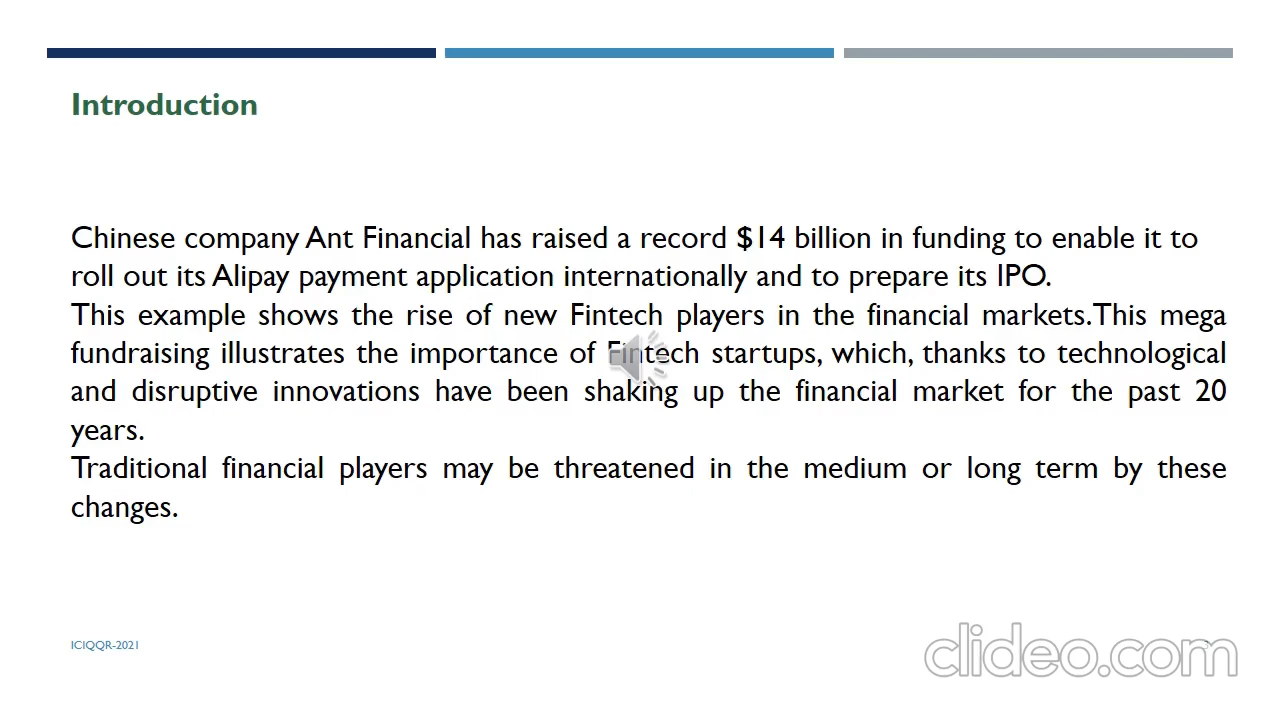 Introduction
Chinese company Ant Financial has raised a record $14 billion in funding to enable it to
roll out its Alipay payment application internationally and to prepare its IPO.
This example shows the rise of new Fintech players in the financial markets. This mega
fundraising illustrates the importance of Fintech startups, which, thanks to technological
and disruptive innovations have been shaking up the financial market for the past 20
years.
Traditional financial players may be threatened in the medium or long term by these
changes.
ICIQQR-2021
3
clideo.com